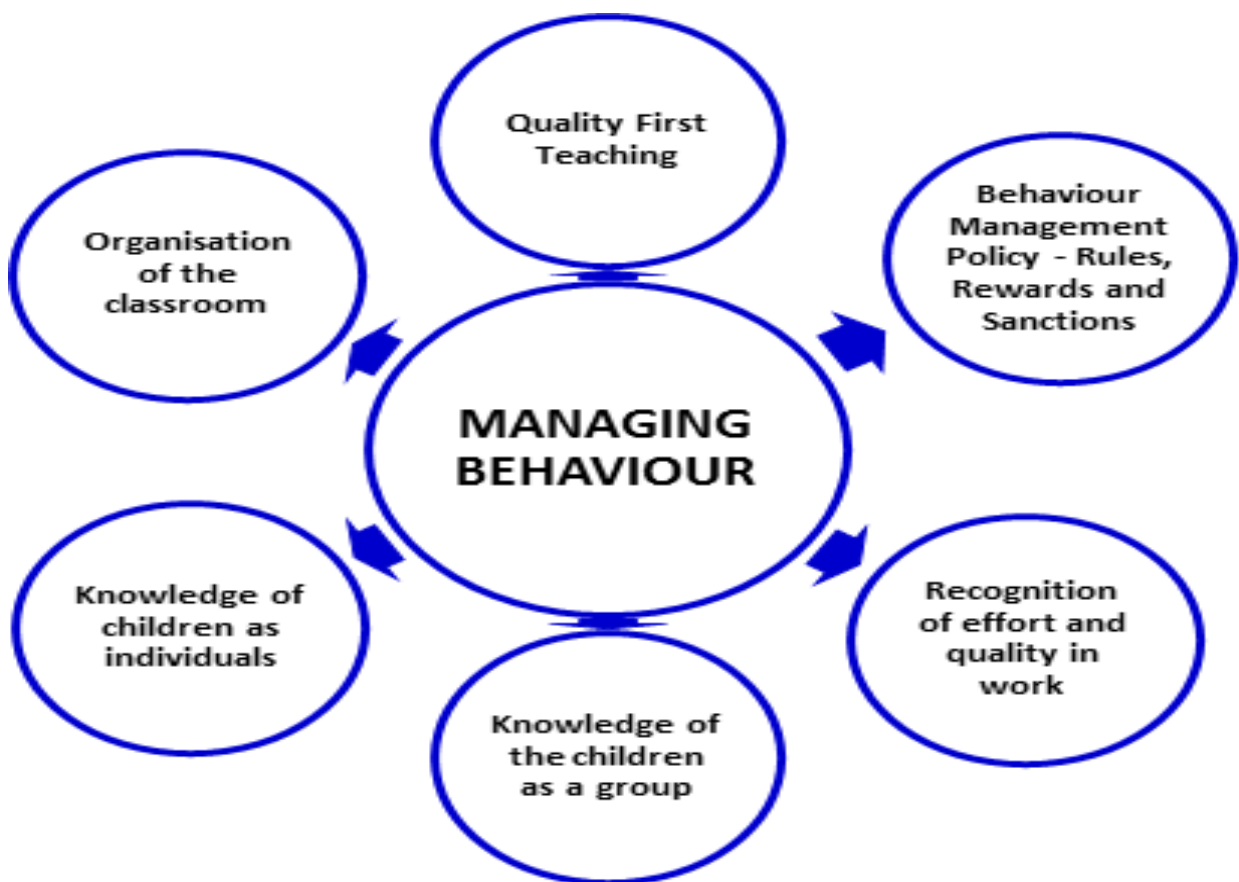 Quality First
Teaching
Behaviour
Management
Policy - Rules,
Rewards and
Sanctions
Organisation
of the
classroom
MANAGING
BEHAVIOUR
Recognition
of effort and
quality in
work
Knowledge of
children as
individuals
Knowledge of
the children
as a group